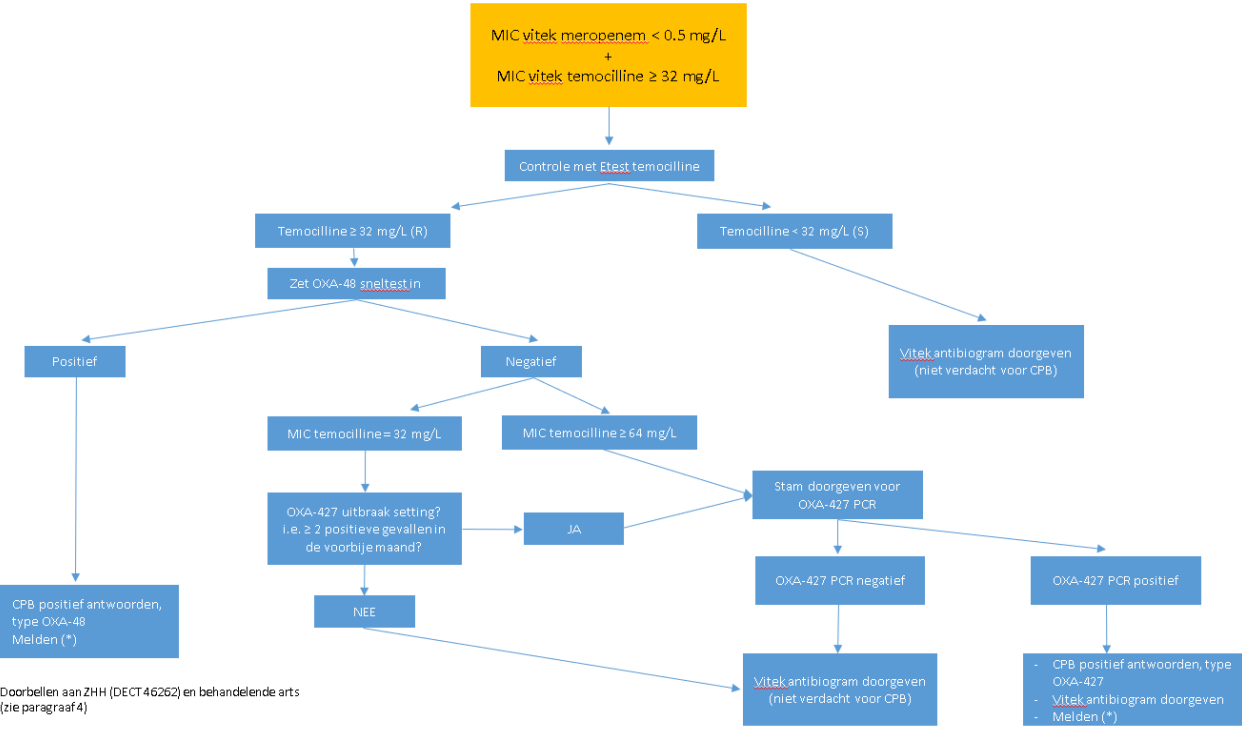 MIC vitek meropenem < 0.5 mg/L
+
MIC vitek temocilline ≥ 32 mg/L
Controle met Etest temocilline
Temocilline ≥ 32 mg/L (R)
Temocilline < 32 mg/L (S)
Zet OXA-48 sneltest in
Vitek antibiogram doorgeven
(niet verdacht voor CPB)
Positief
Negatief
MIC temocilline = 32 mg/L
MIC temocilline ≥ 64 mg/L
Stam doorgeven voor
OXA-427 PCR
OXA-427 uitbraak setting?
i.e. ≥ 2 positieve gevallen in
de voorbije maand?
JA
OXA-427 PCR negatief
OXA-427 PCR positief
NEE
CPB positief antwoorden,
type OXA-48
Melden (*)
Vitek antibiogram doorgeven
(niet verdacht voor CPB)
- CPB positief antwoorden, type
OXA-427
- Vitek antibiogram doorgeven
- Melden (*)
Doorbellen aan ZHH (DECT 46262) en behandelende arts
(zie paragraaf 4)